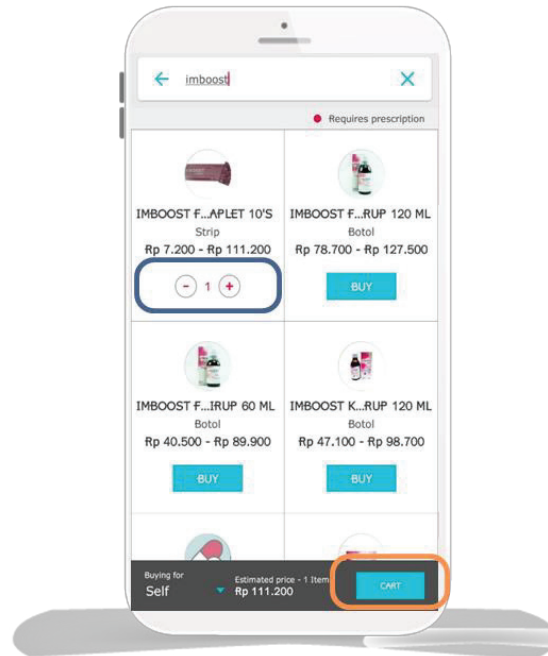 imboost
Requires prescription
IMBOOST F...APLET 10'S
Strip
Rp 7.200 - Rp 111.200
- 1 +
IMBOOST F...RUP 120 ML
Botol
Rp 78.700 - Rp 127.500
BUY
IMBOOST F...IRUP 60 ML
Botol
Rp 40.500 - Rp 89.900
BUY
IMBOOST K...RUP 120 ML
Botol
Rp 47.100 - Rp 98.700
BUY
Buying for
Self
Estimated price - 1 Item
Rp 111.200
CART